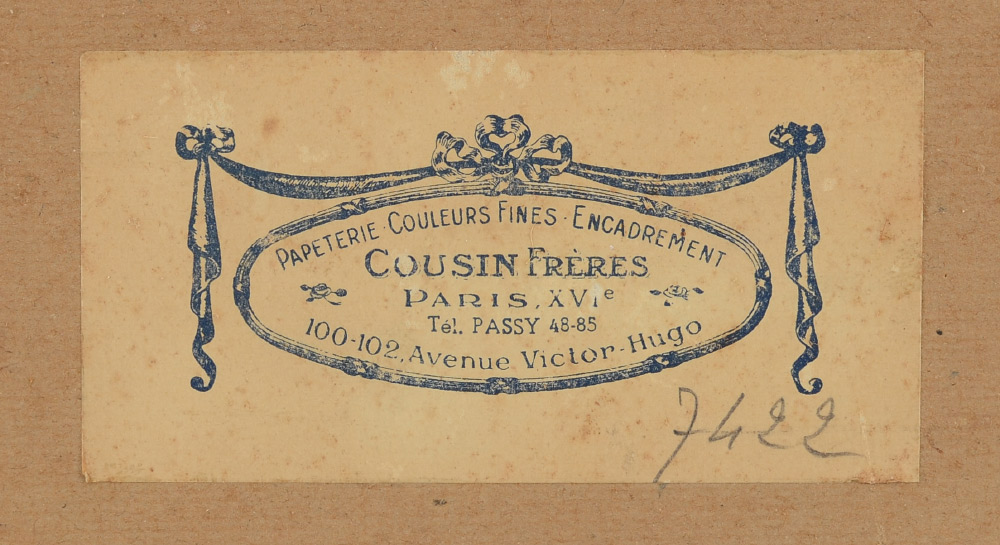 PAPETERIE · COULEURS FINES · ENCADREMENT
COUSIN FRÈRES
PARIS, XVIe
Tél. PASSY 48-85
100-102, Avenue Victor-Hugo
7422